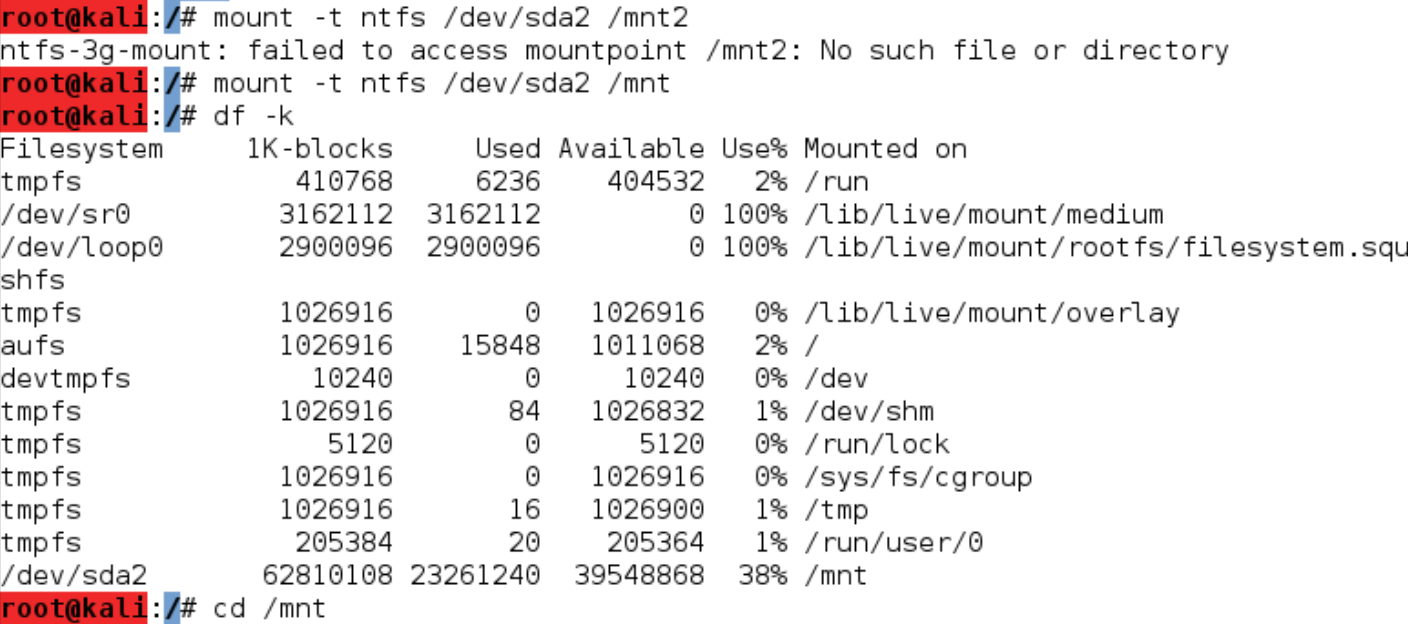 root@kali:/# mount -t ntfs /dev/sda2 /mnt2
ntfs-3g-mount: failed to access mountpoint /mnt2: No such file or directory
root@kali:/# mount -t ntfs /dev/sda2 /mnt
root@kali:/# df -k
Filesystem     1K-blocks     Used Available Use% Mounted on
tmpfs             410768     6236    404532   2% /run
/dev/sr0         3162112  3162112         0 100% /lib/live/mount/medium
/dev/loop0       2900096  2900096         0 100% /lib/live/mount/rootfs/filesystem.squ
shfs
tmpfs            1026916        0   1026916   0% /lib/live/mount/overlay
aufs             1026916    15848   1011068   2% /
devtmpfs           10240        0     10240   0% /dev
tmpfs            1026916       84   1026832   1% /dev/shm
tmpfs               5120        0      5120   0% /run/lock
tmpfs            1026916        0   1026916   0% /sys/fs/cgroup
tmpfs            1026916       16   1026900   1% /tmp
tmpfs             205384       20    205364   1% /run/user/0
/dev/sda2       62810108 23261240  39548868  38% /mnt
root@kali:/# cd /mnt